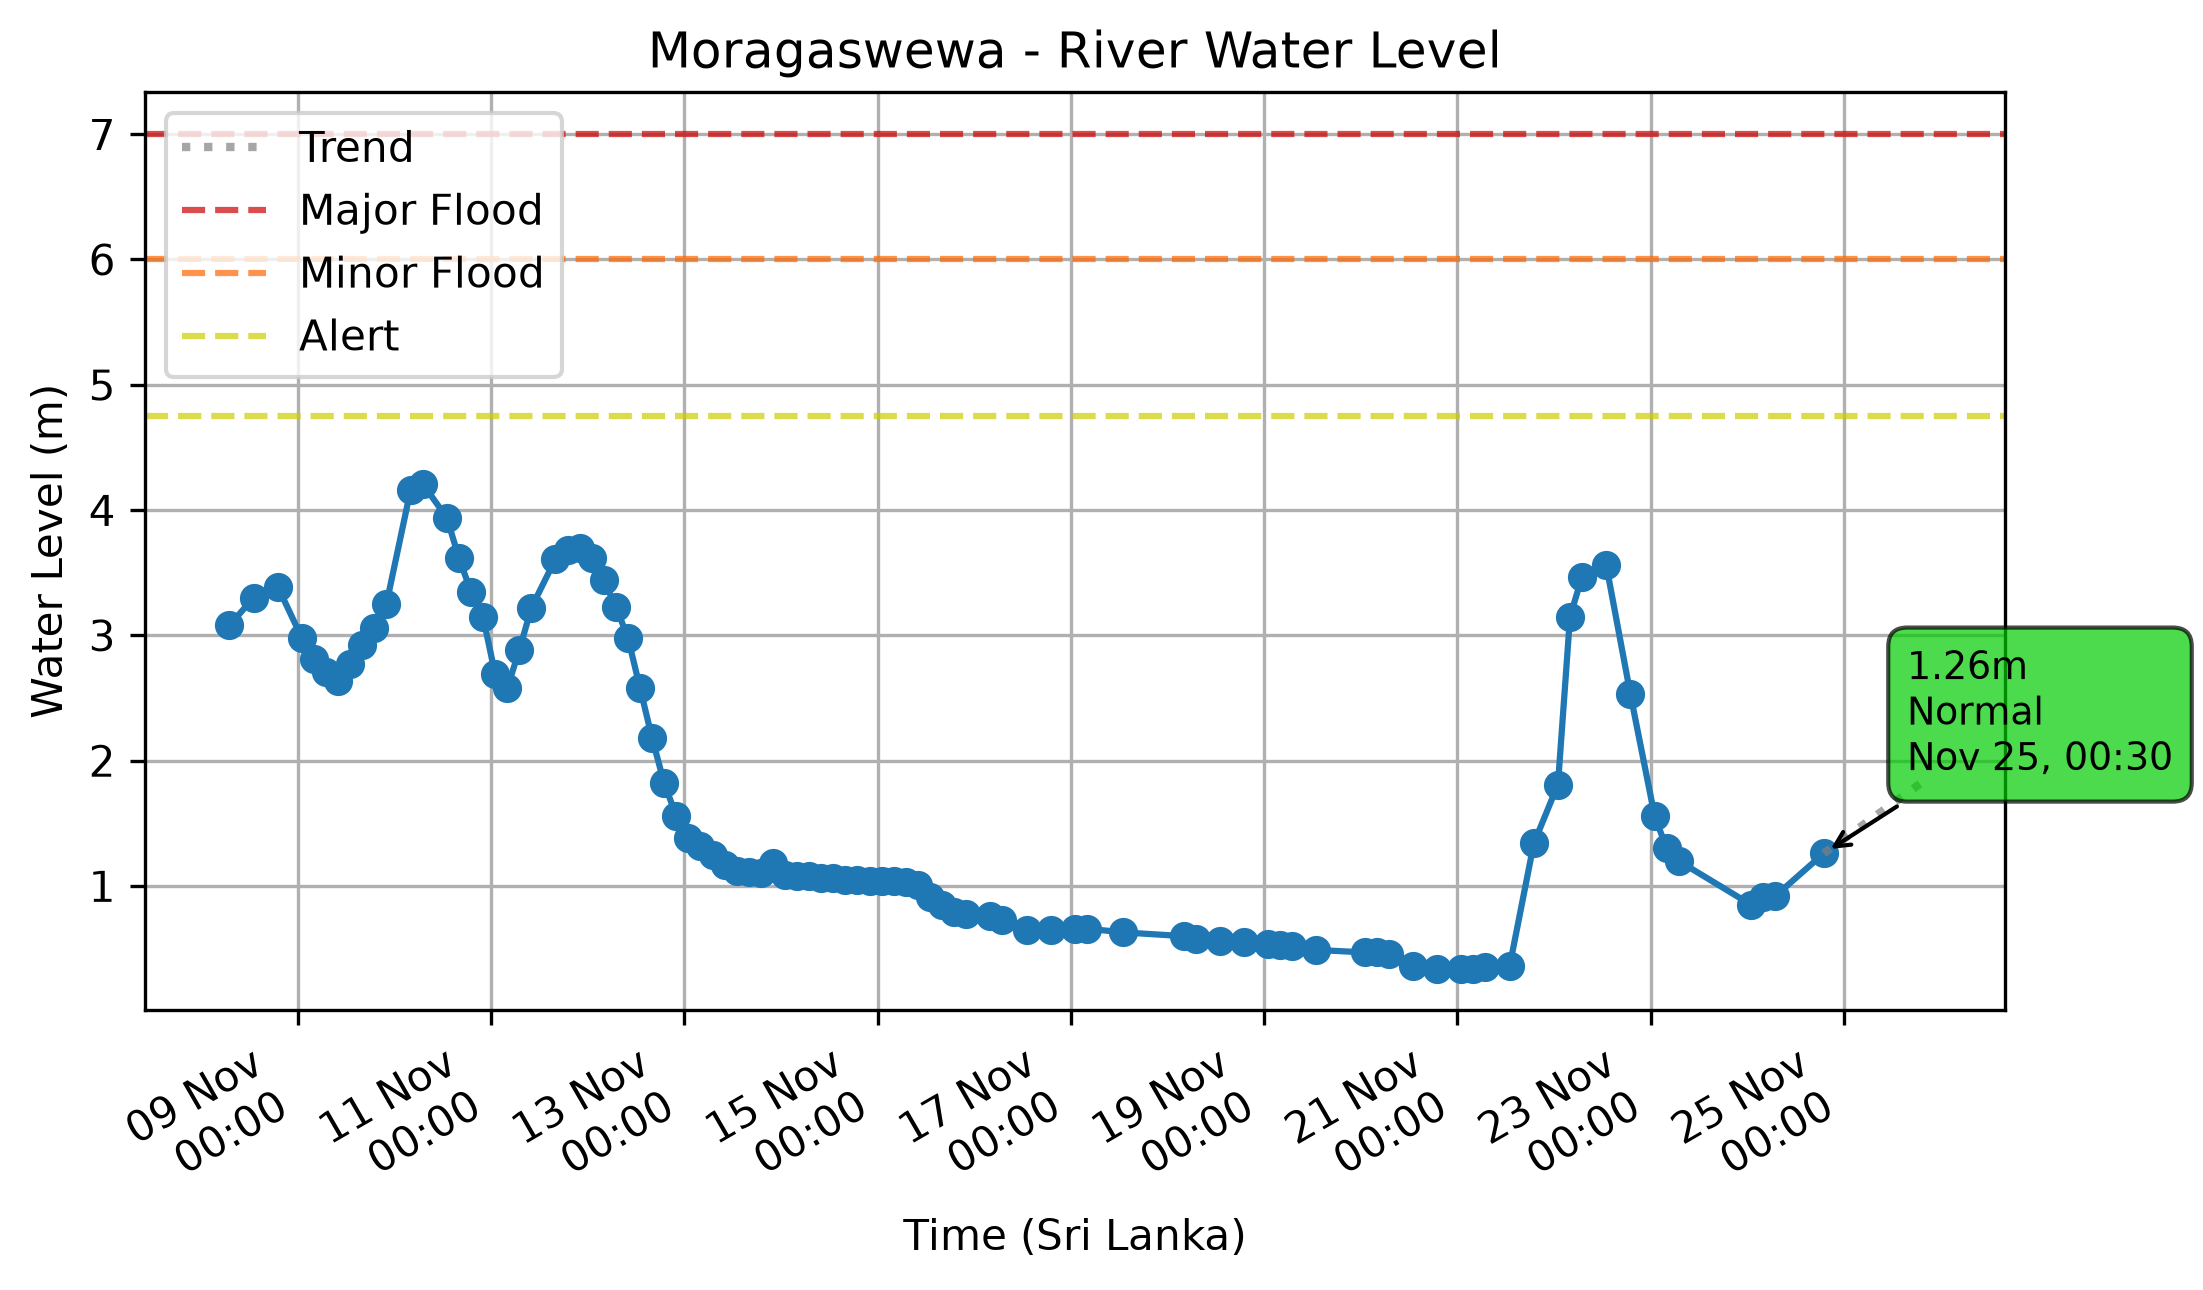 Moragaswewa - River Water Level
Trend
Major Flood
Minor Flood
Alert
7
6
5
4
3
2
1
Water Level (m)
1.26m
Normal
Nov 25, 00:30
09 Nov
00:00
11 Nov
00:00
13 Nov
00:00
15 Nov
00:00
17 Nov
00:00
19 Nov
00:00
21 Nov
00:00
23 Nov
00:00
25 Nov
00:00
Time (Sri Lanka)